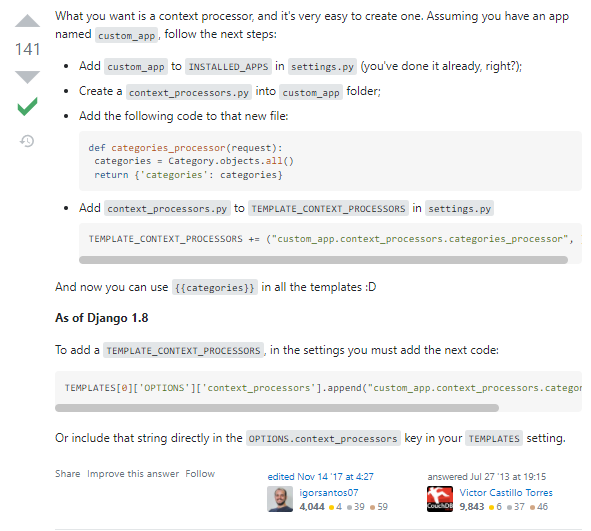 What you want is a context processor, and it's very easy to create one. Assuming you have an app
141
named custom_app, follow the next steps:
Add custom_app to INSTALLED_APPS in settings.py (you've done it already, right?);
Create a context_processors.py into custom_app folder;
Add the following code to that new file:
def categories_processor(request):
categories = Category.objects.all()
return {'categories': categories}
Add context_processors.py to TEMPLATE_CONTEXT_PROCESSORS in settings.py
TEMPLATE_CONTEXT_PROCESSORS += ("custom_app.context_processors.categories_processor",
And now you can use {{categories}} in all the templates :D
As of Django 1.8
To add a TEMPLATE_CONTEXT_PROCESSORS, in the settings you must add the next code:
TEMPLATES[0]['OPTIONS']['context_processors'].append("custom_app.context_processors.categor
Or include that string directly in the OPTIONS.context_processors key in your TEMPLATES setting.
Share Improve this answer Follow
edited Nov 14 '17 at 4:27
igorsantos07
4,044 4 39 59
answered Jul 27 '13 at 19:15
CouchDB
Victor Castillo Torres
9,843 6 37 46